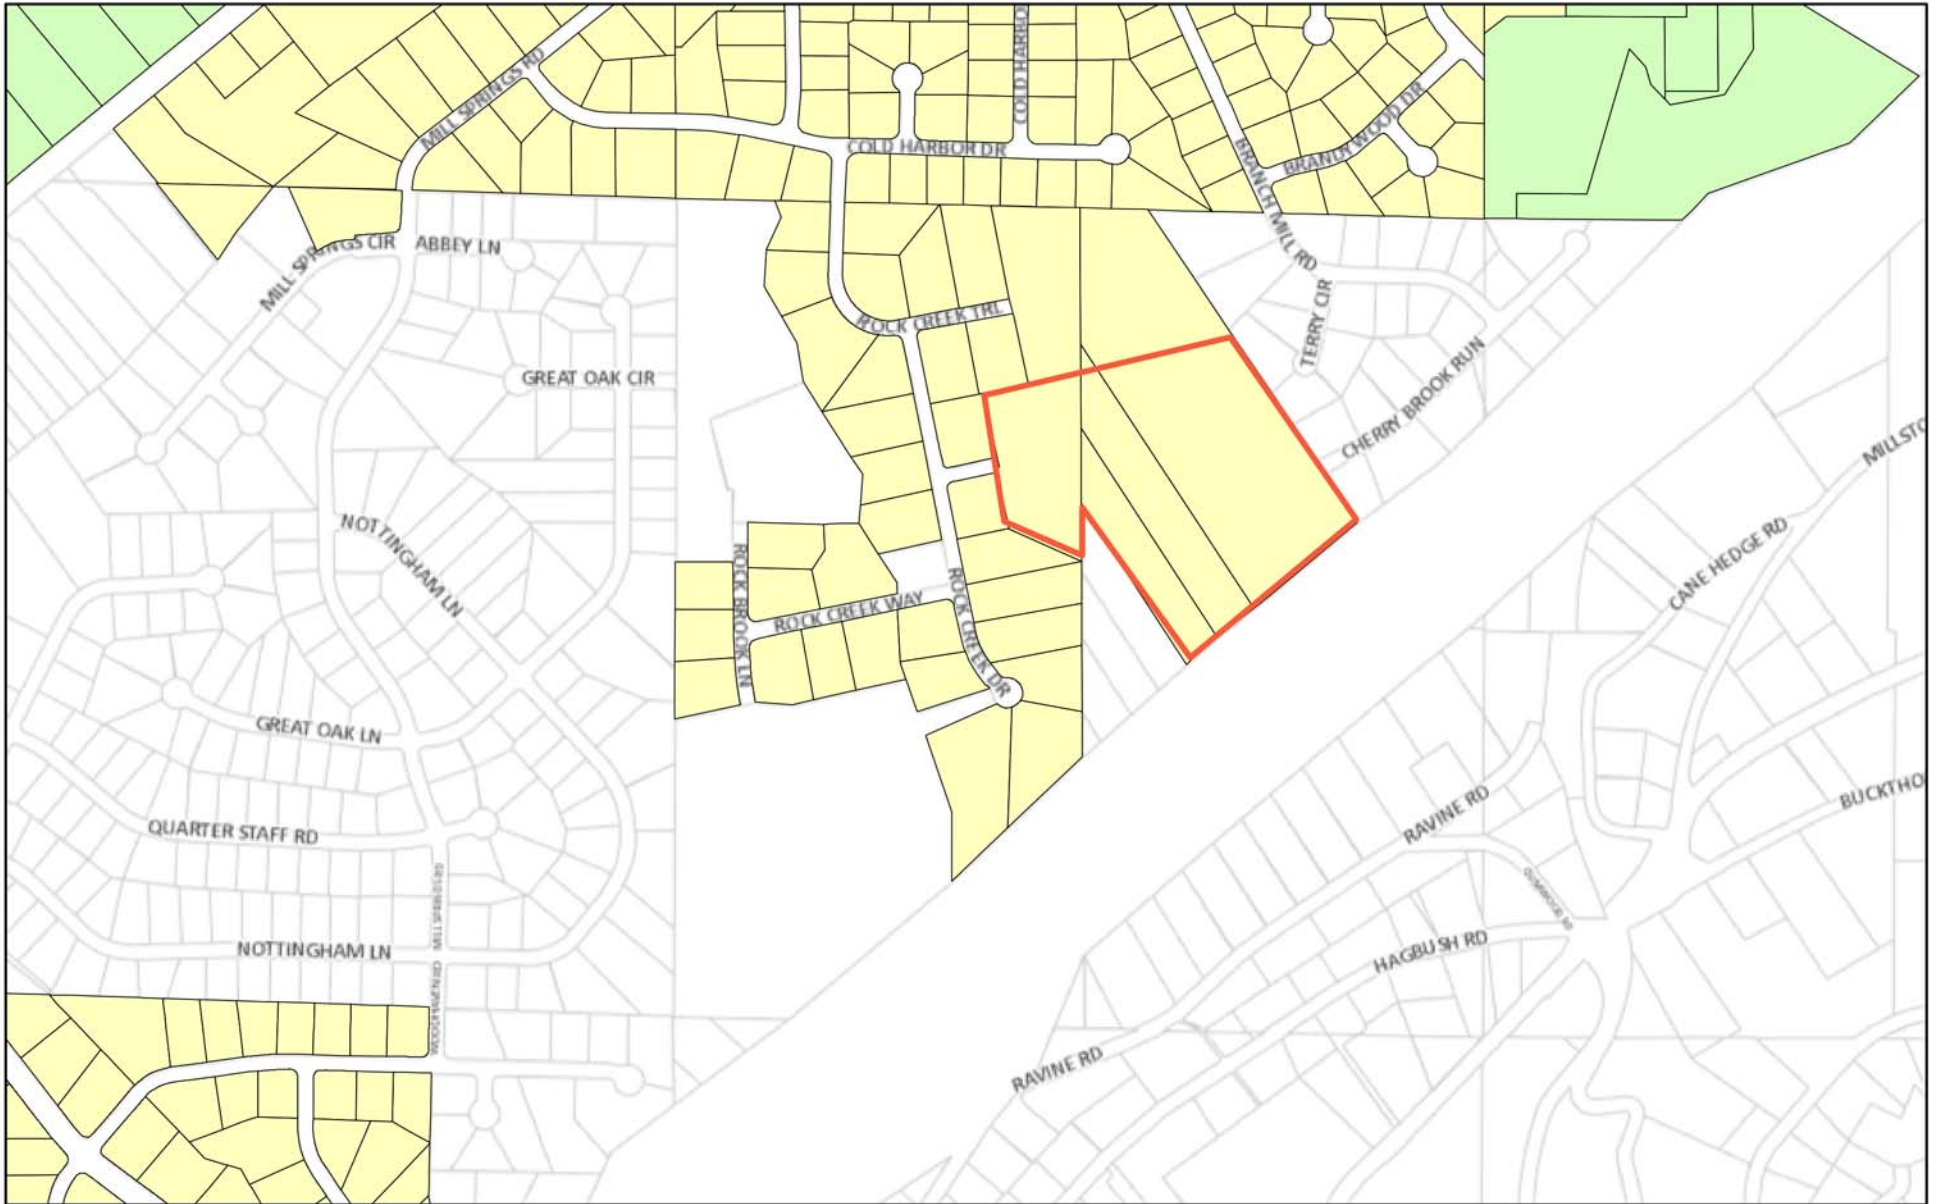 MILL SPRINGS RD
COLD HARBO
COLD HARBOR DR
BRANCH MILL RD
BRANDYWOOD DR
MILL SPRINGS CIR
ABBEY LN
TERRY CIR
ROCK CREEK TRL
GREAT OAK CIR
CHERRY BROOK RUN
MILLSTO
NOTTINGHAM LN
CANE HEDGE RD
ROCK BROOK LN
ROCK CREEK WAY
ROCK CREEK DR
GREAT OAK LN
RAVINE RD
BUCKTHO
QUARTER STAFF RD
HAGBUSH RD
NOTTINGHAM LN
RAVINE RD